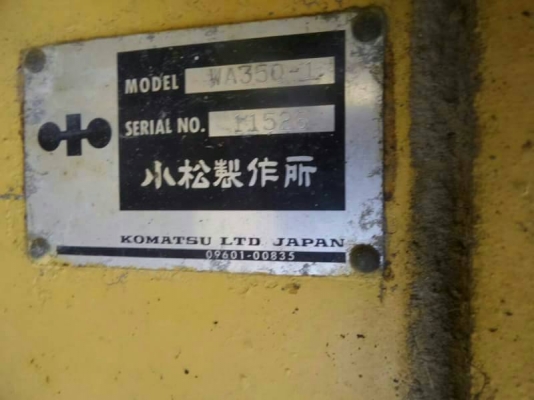 MODEL WA350-1
SERIAL NO.
小松製作所
KOMATSU LTD JAPAN
09601-00835